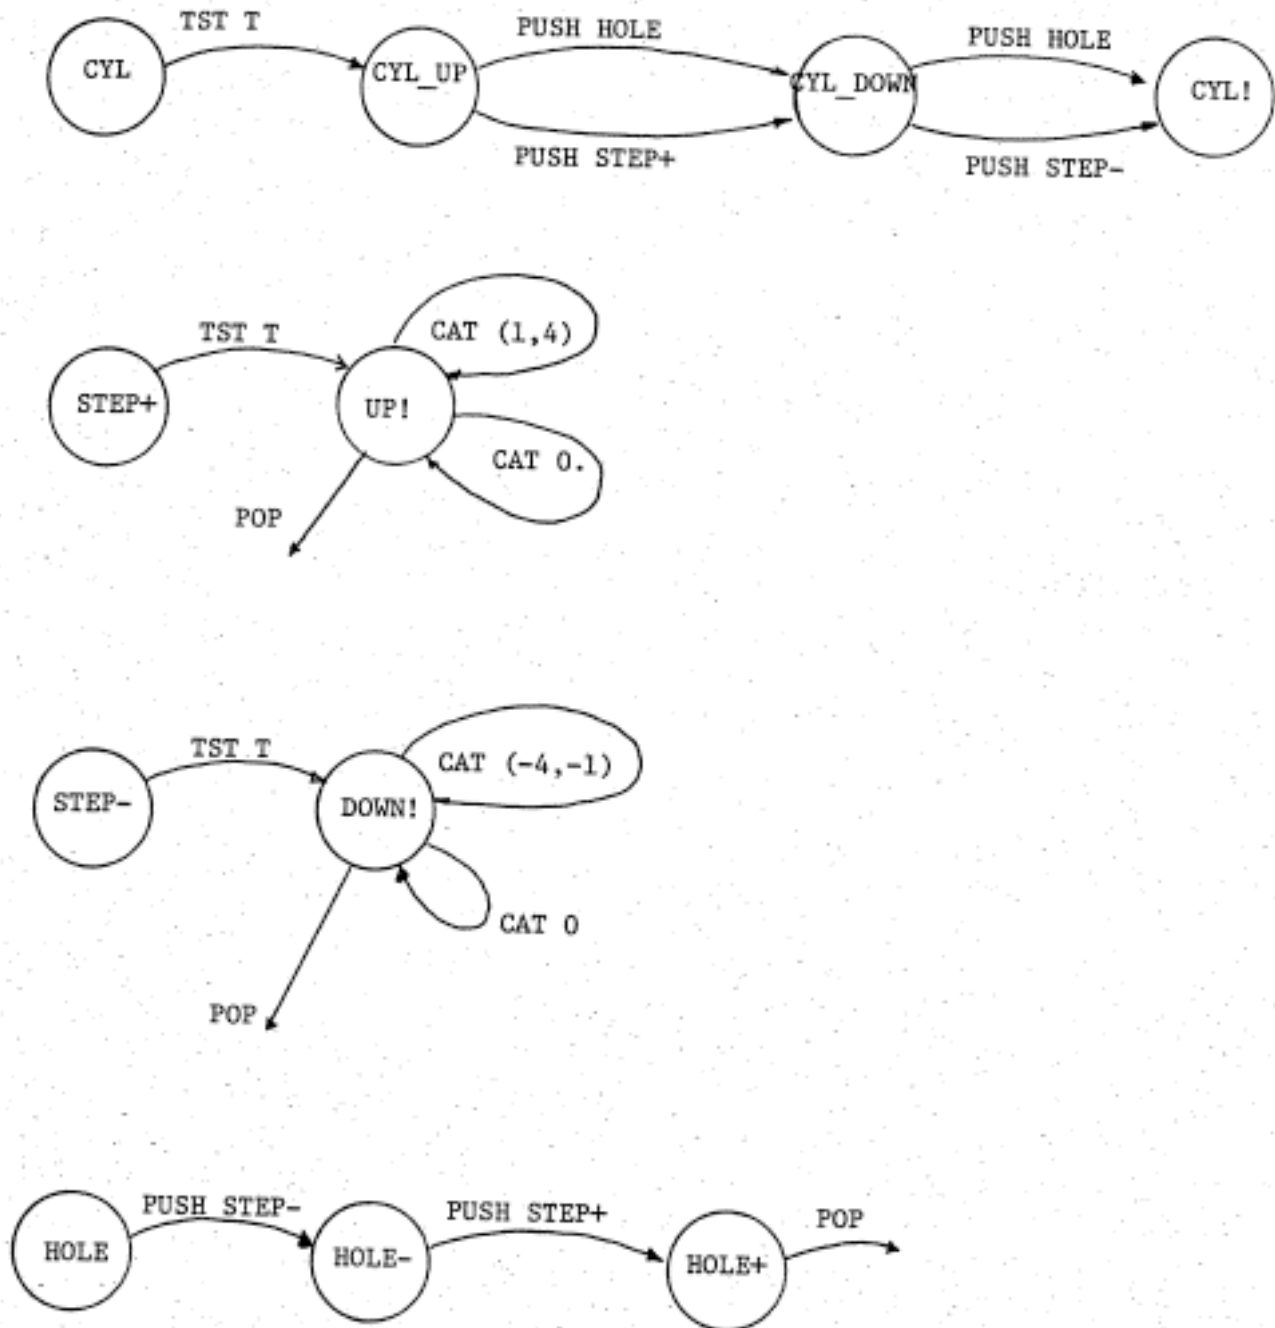 TST T
PUSH HOLE
PUSH HOLE
CYL
CYL_UP
CYL_DOWN
CYL!
PUSH STEP+
PUSH STEP-
CAT (1,4)
TST T
STEP+
UP!
CAT 0.
POP
TST T
CAT (-4,-1)
STEP-
DOWN!
CAT 0
POP
PUSH STEP-
PUSH STEP+
POP
HOLE
HOLE-
HOLE+